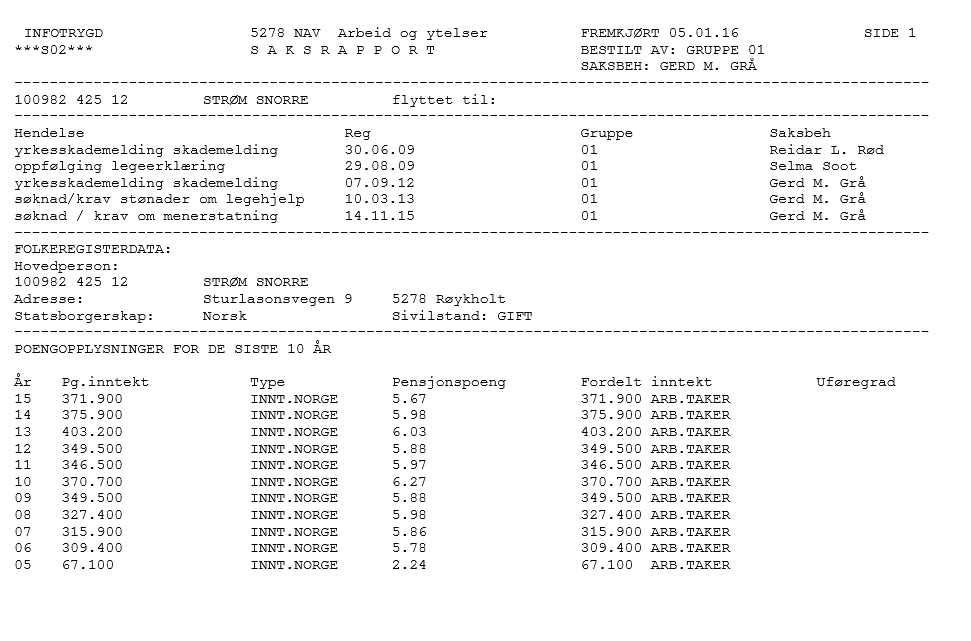 INFOTRYGD 5278 NAV Arbeid og ytelser FREMKJØRT 05.01.16 SIDE 1
***S02*** S A K S R A P P O R T BESTILT AV: GRUPPE 01
SAKSBEH: GERD M. GRÅ
100982 425 12 STRØM SNORRE flyttet til:
Hendelse Reg Gruppe Saksbeh
yrkesskademelding skademelding 30.06.09 01 Reidar L. Rød
oppfølging legeerklæring 29.08.09 01 Selma Soot
yrkesskademelding skademelding 07.09.12 01 Gerd M. Grå
søknad/krav stønader om legehjelp 10.03.13 01 Gerd M. Grå
søknad / krav om menerstatning 14.11.15 01 Gerd M. Grå
FOLKEREGISTERDATA:
Hovedperson:
100982 425 12 STRØM SNORRE
Adresse: Sturlasonsvegen 9 5278 Røykholt
Statsborgerskap: Norsk Sivilstand: GIFT
POENGOPPLYSNINGER FOR DE SISTE 10 ÅR
År Pg.inntekt Type Pensjonspoeng Fordelt inntekt Uføregrad
15 371.900 INNT.NORGE 5.67 371.900 ARB.TAKER
14 375.900 INNT.NORGE 5.98 375.900 ARB.TAKER
13 403.200 INNT.NORGE 6.03 403.200 ARB.TAKER
12 349.500 INNT.NORGE 5.88 349.500 ARB.TAKER
11 346.500 INNT.NORGE 5.97 346.500 ARB.TAKER
10 370.700 INNT.NORGE 6.27 370.700 ARB.TAKER
09 349.500 INNT.NORGE 5.88 349.500 ARB.TAKER
08 327.400 INNT.NORGE 5.98 327.400 ARB.TAKER
07 315.900 INNT.NORGE 5.86 315.900 ARB.TAKER
06 309.400 INNT.NORGE 5.78 309.400 ARB.TAKER
05 67.100 INNT.NORGE 2.24 67.100 ARB.TAKER